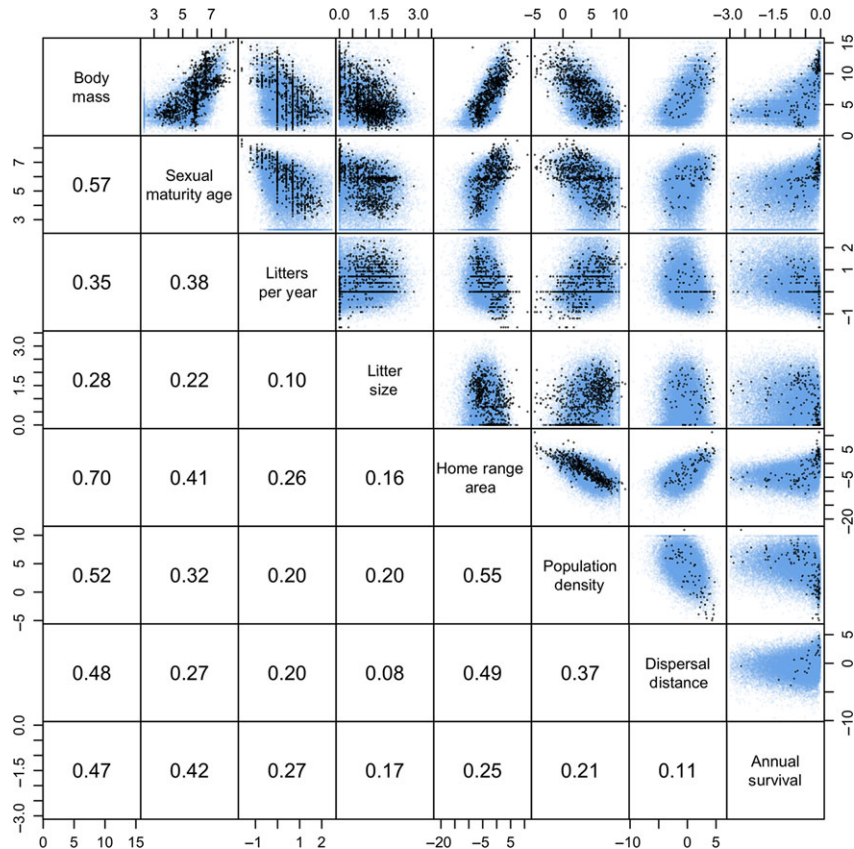 3 5 7 0.0 1.5 3.0 −5 0 5 10 −3.0 −1.5 0.0
Body
mass
0 5 10 15
3 5 7
0.57
Sexual
maturity age
0.35 0.38
Litters
per year
−1 1 2
0.0 1.5 3.0
0.28 0.22 0.10
Litter
size
0.70 0.41 0.26 0.16
Home range
area
−20 −5 5
−5 0 5 10
0.52 0.32 0.20 0.20 0.55
Population
density
0.48 0.27 0.20 0.08 0.49 0.37
Dispersal
distance
−10 0 5
−3.0 −1.5 0.0
0.47 0.42 0.27 0.17 0.25 0.21 0.11
Annual
survival
0 5 10 15 −1 1 2 −20 −5 5 −10 0 5